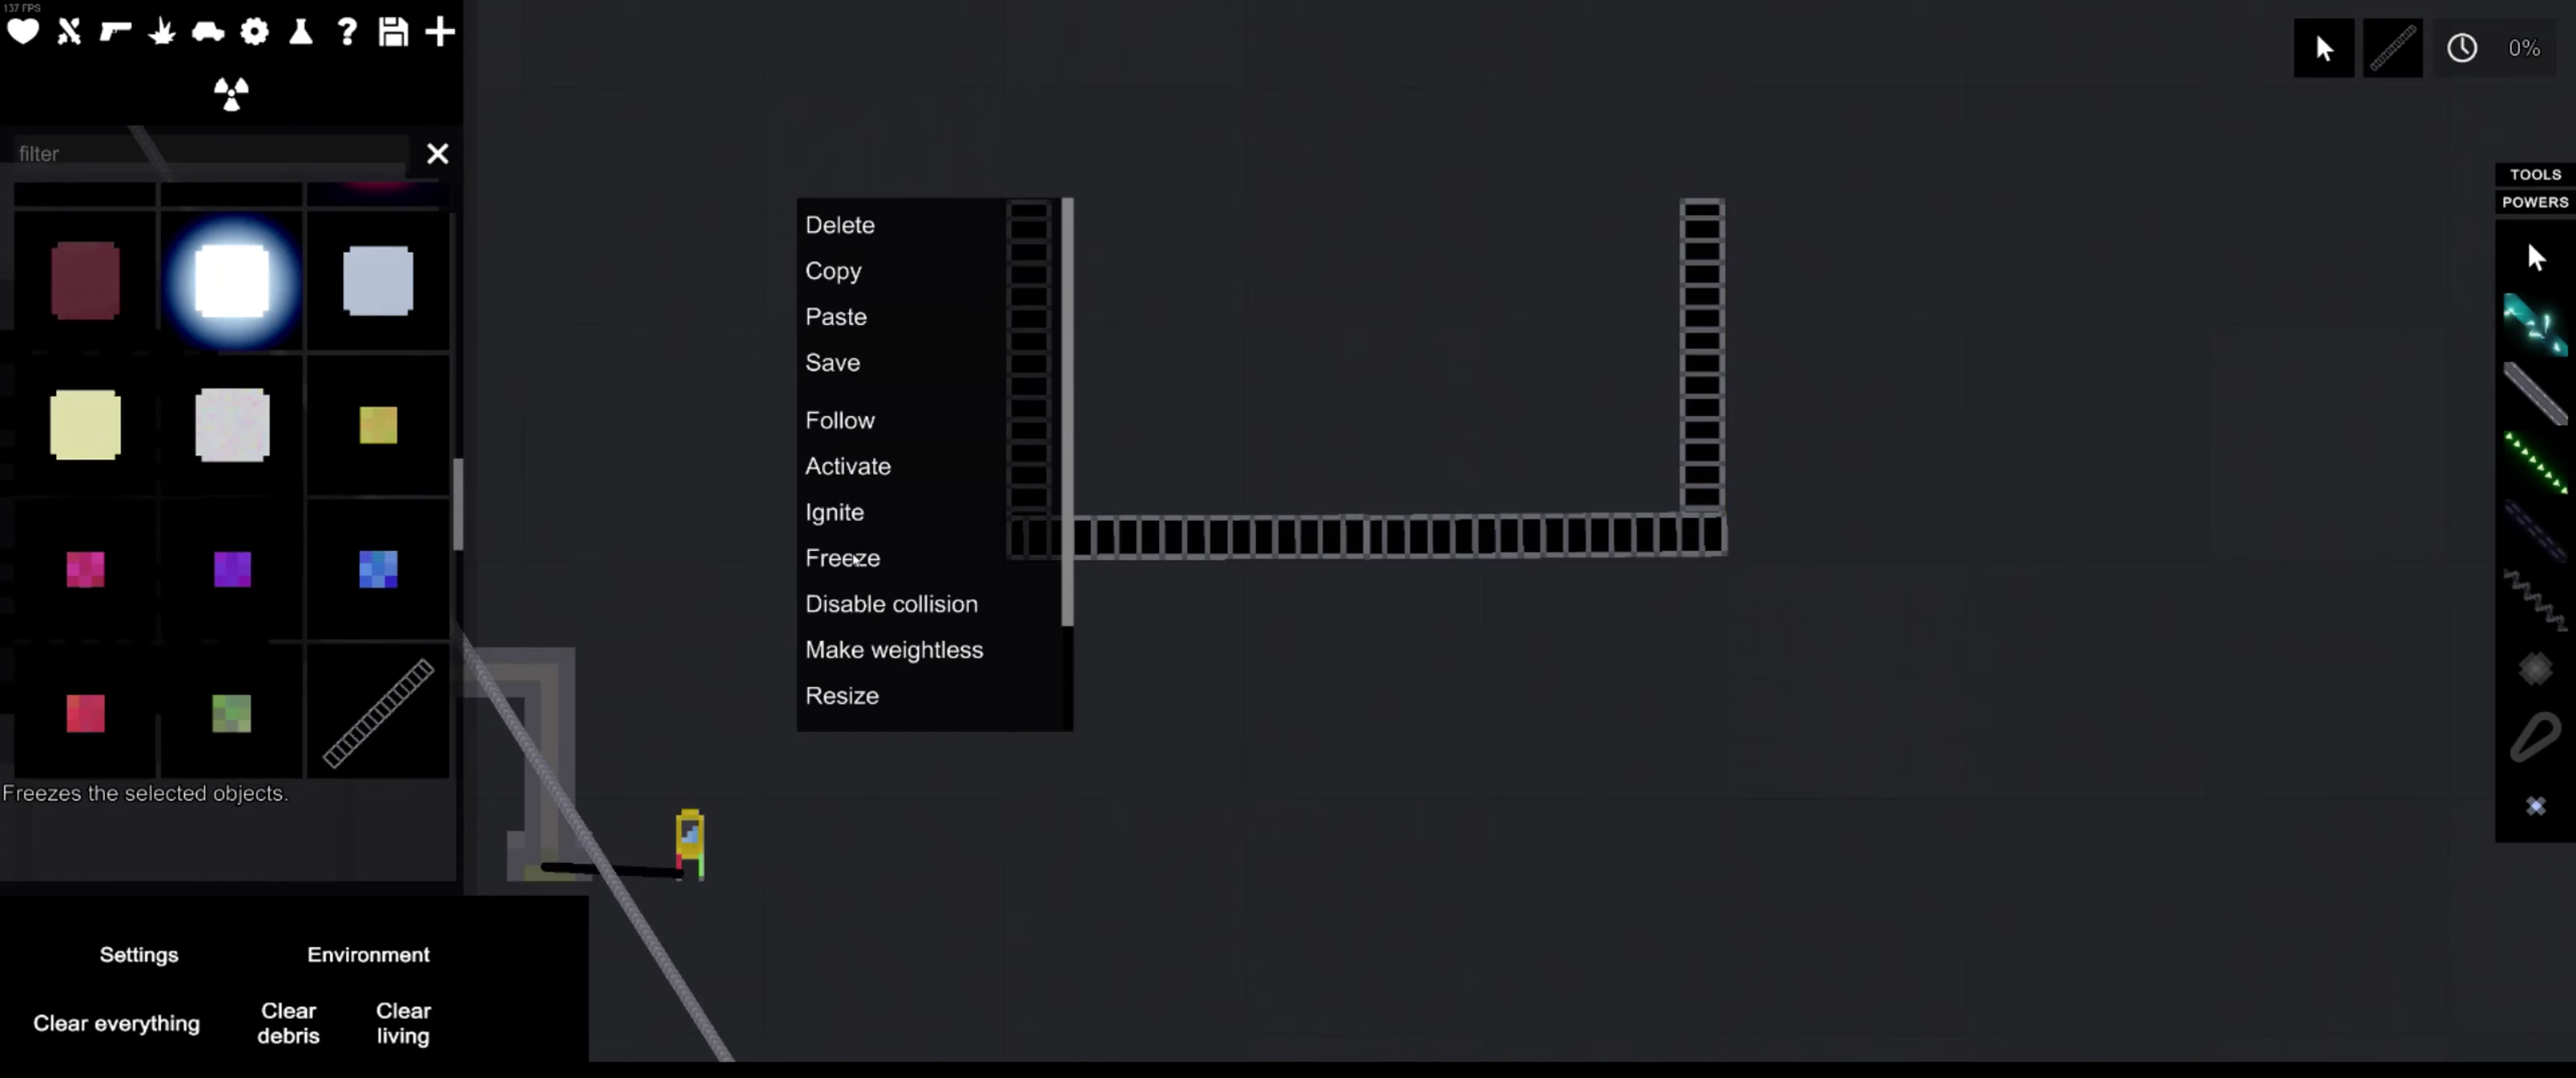 137 FPS
?
0%
filter
TOOLS
POWERS
Delete
Copy
Paste
Save
Follow
Activate
Ignite
Freeze
Disable collision
Make weightless
Resize
Freezes the selected objects.
Settings
Environment
Clear everything
Clear
debris
Clear
living